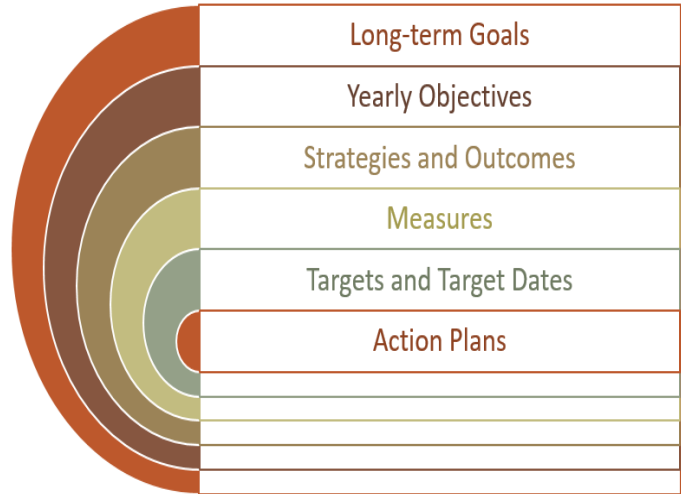 Long-term Goals
Yearly Objectives
Strategies and Outcomes
Measures
Targets and Target Dates
Action Plans